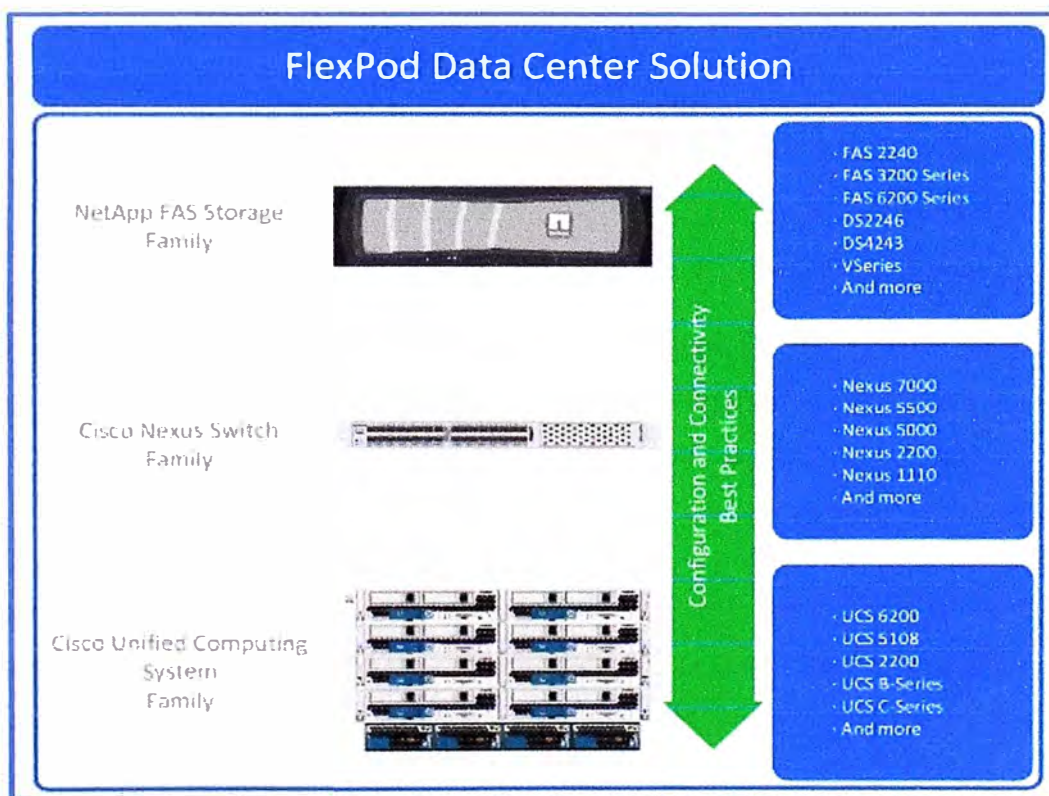 FlexPod Data Center Solution
NetApp FAS Storage
Family
· FAS 2240
· FAS 3200 Series
· FAS 6200 Series
· DS2246
· DS4243
· VSeries
· And more
Configuration and Connectivity
Best Practices
Cisco Nexus Switch
Family
· Nexus 7000
· Nexus 5500
· Nexus 5000
· Nexus 2200
· Nexus 1110
· And more
Cisco Unified Computing
System
Family
· UCS 6200
· UCS 5108
· UCS 2200
· UCS B-Series
· UCS C-Series
· And more